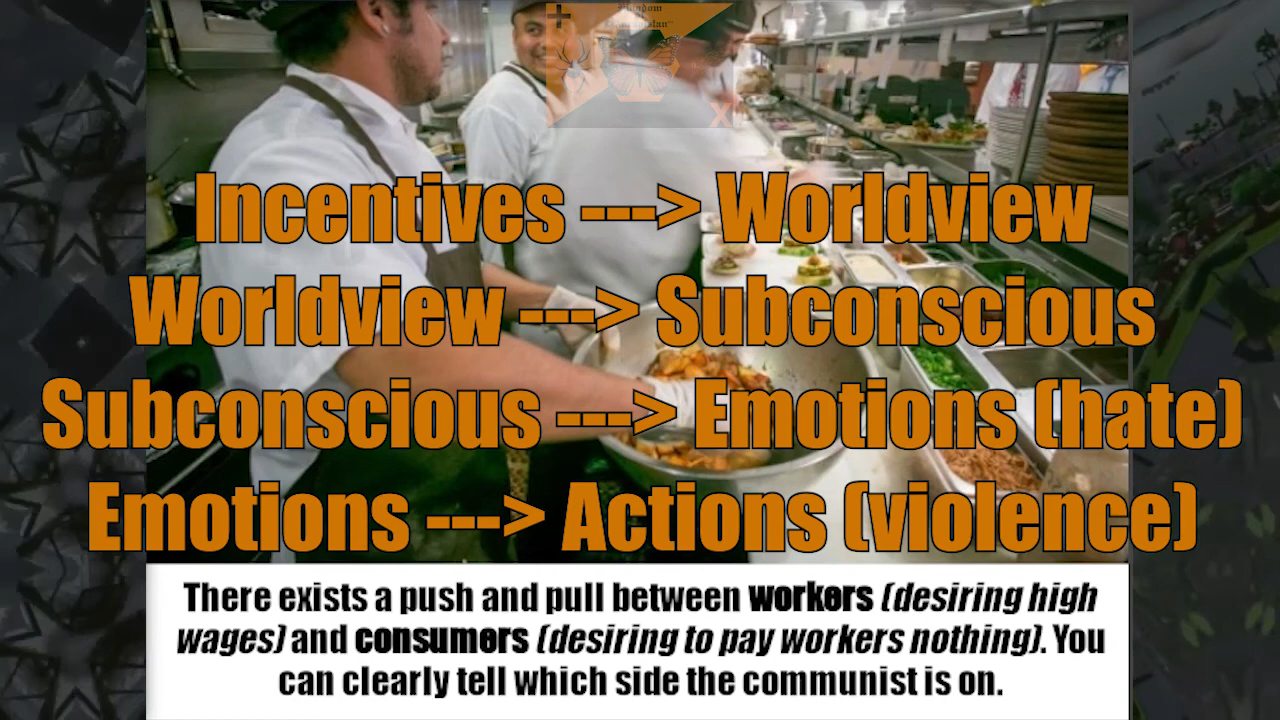 Incentives ---> Worldview
Worldview ---> Subconscious
Subconscious ---> Emotions (hate)
Emotions ---> Actions (violence)
There exists a push and pull between workers (desiring high
wages) and consumers (desiring to pay workers nothing). You
can clearly tell which side the communist is on.